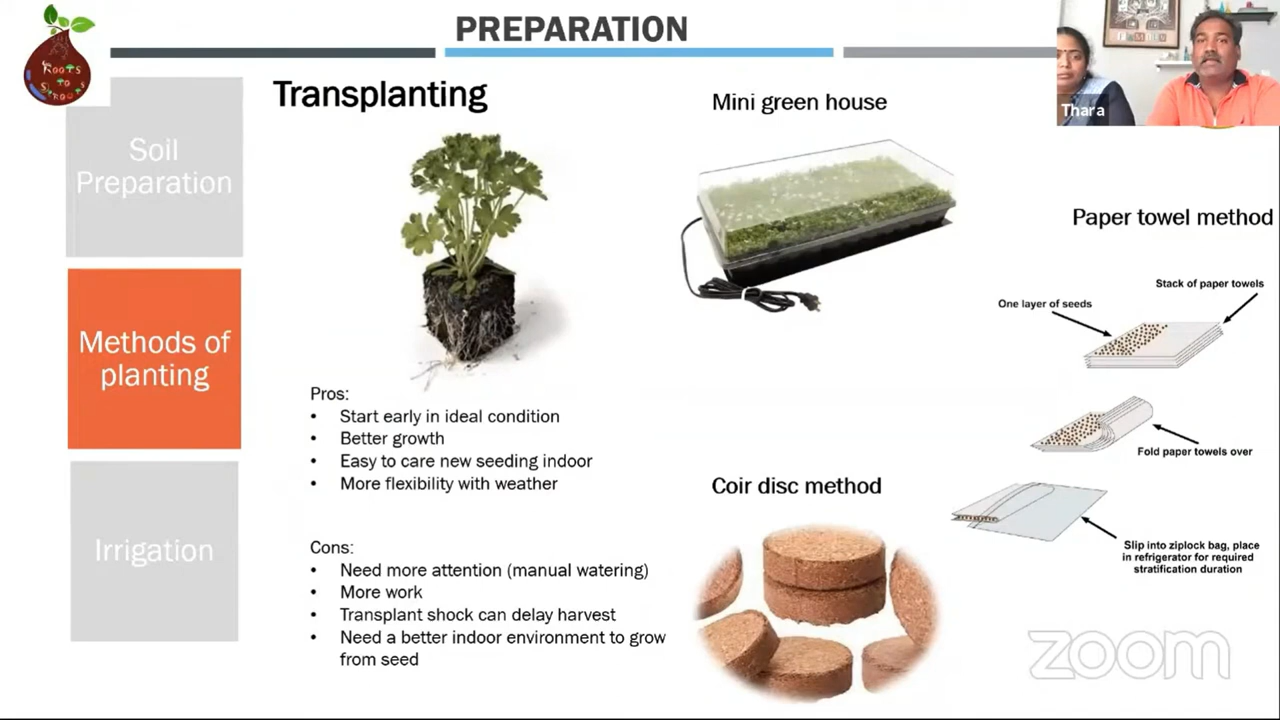 PREPARATION
ROOTS
TO
SPROUTS
Thara
Soil
Preparation
Methods of
planting
Irrigation
Transplanting
Pros:
• Start early in ideal condition
• Better growth
• Easy to care new seeding indoor
• More flexibility with weather
Cons:
• Need more attention (manual watering)
• More work
• Transplant shock can delay harvest
• Need a better indoor environment to grow
from seed
Mini green house
Coir disc method
Paper towel method
Stack of paper towels
One layer of seeds
Fold paper towels over
Slip into ziplock bag, place
in refrigerator for required
stratification duration
zoom